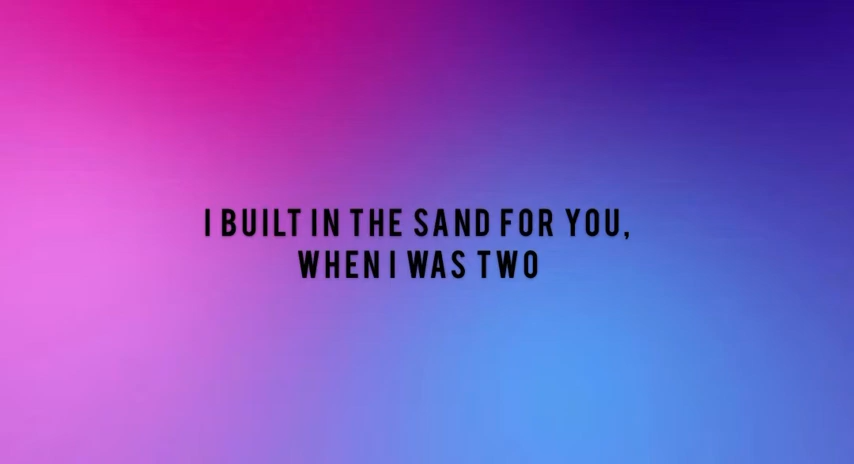 I BUILT IN THE SAND FOR YOU,
WHEN I WAS TWO